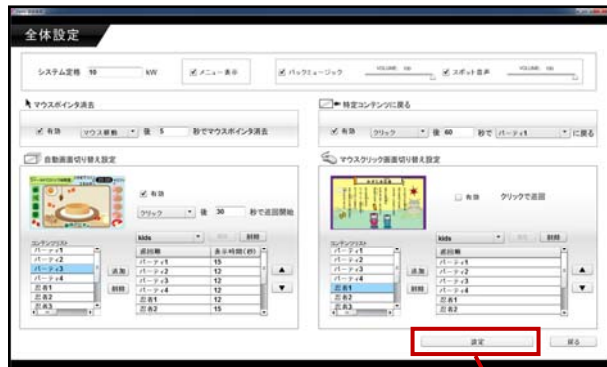 全体設定
システム定格 10 kW メニュー表示 バックミュージック VOLUME: 100 スポット音声 VOLUME: 100
マウスポインタ消去
有効 マウス移動 後 5 秒でマウスポインタ消去
特定コンテンツに戻る
有効 クリック 後 60 秒で パーティ1 に戻る
自動画面切り替え設定
有効
クリック 後 30 秒で巡回開始
コンテンツリスト
パーティ1
パーティ2
パーティ3
パーティ4
忍者1
忍者2
忍者3
追加
削除
kids 削除
巡回順 表示時間(秒)
パーティ1 15
パーティ2 12
パーティ3 12
パーティ4 12
忍者1 12
忍者2 15
▲
▼
マウスクリック画面切り替え設定
有効 クリックで巡回
コンテンツリスト
パーティ1
パーティ2
パーティ3
パーティ4
忍者1
忍者2
忍者3
追加
削除
kids 削除
巡回順
パーティ1
パーティ2
パーティ3
パーティ4
忍者1
忍者2
▲
▼
設定 戻る